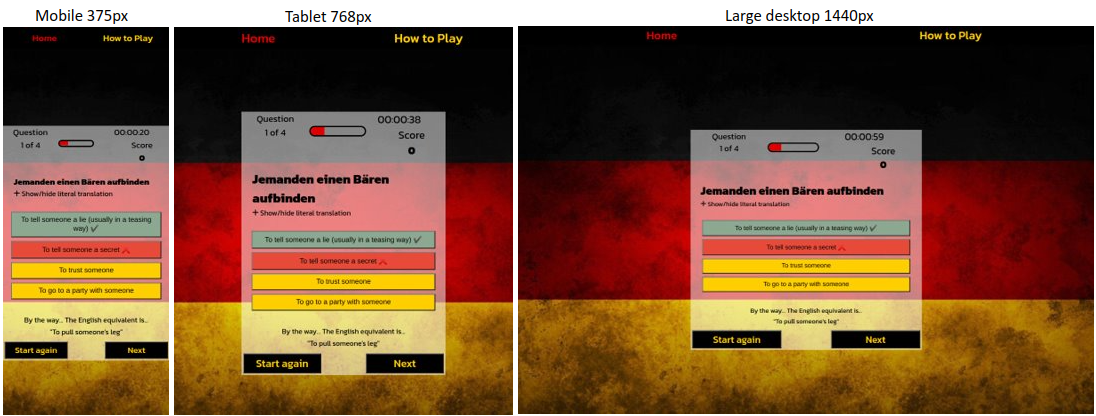 Mobile 375px
Home How to Play
Question 00:00:20
1 of 4 Score
0
Jemanden einen Bären aufbinden
+ Show/hide literal translation
To tell someone a lie (usually in a teasing
way) ✓
To tell someone a secret
To trust someone
To go to a party with someone
By the way... The English equivalent is..
"To pull someone's leg"
Start again Next
Tablet 768px
Home How to Play
Question 00:00:38
1 of 4 Score
0
Jemanden einen Bären
aufbinden
+ Show/hide literal translation
To tell someone a lie (usually in a teasing way) ✓
To tell someone a secret
To trust someone
To go to a party with someone
By the way... The English equivalent is..
"To pull someone's leg"
Start again Next
Large desktop 1440px
Home How to Play
Question 00:00:59
1 of 4 Score
0
Jemanden einen Bären aufbinden
+ Show/hide literal translation
To tell someone a lie (usually in a teasing way) ✓
To tell someone a secret
To trust someone
To go to a party with someone
By the way... The English equivalent is..
"To pull someone's leg"
Start again Next